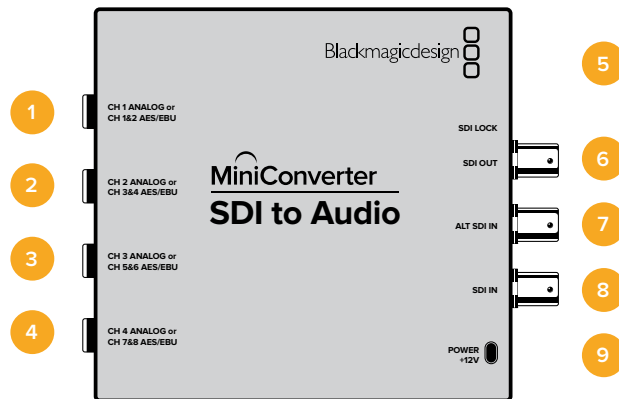 Blackmagicdesign
1
CH 1 ANALOG or
CH 1&2 AES/EBU
2
CH 2 ANALOG or
CH 3&4 AES/EBU
3
CH 3 ANALOG or
CH 5&6 AES/EBU
4
CH 4 ANALOG or
CH 7&8 AES/EBU
MiniConverter
SDI to Audio
5
SDI LOCK
SDI OUT
6
ALT SDI IN
7
SDI IN
8
POWER
+12V
9